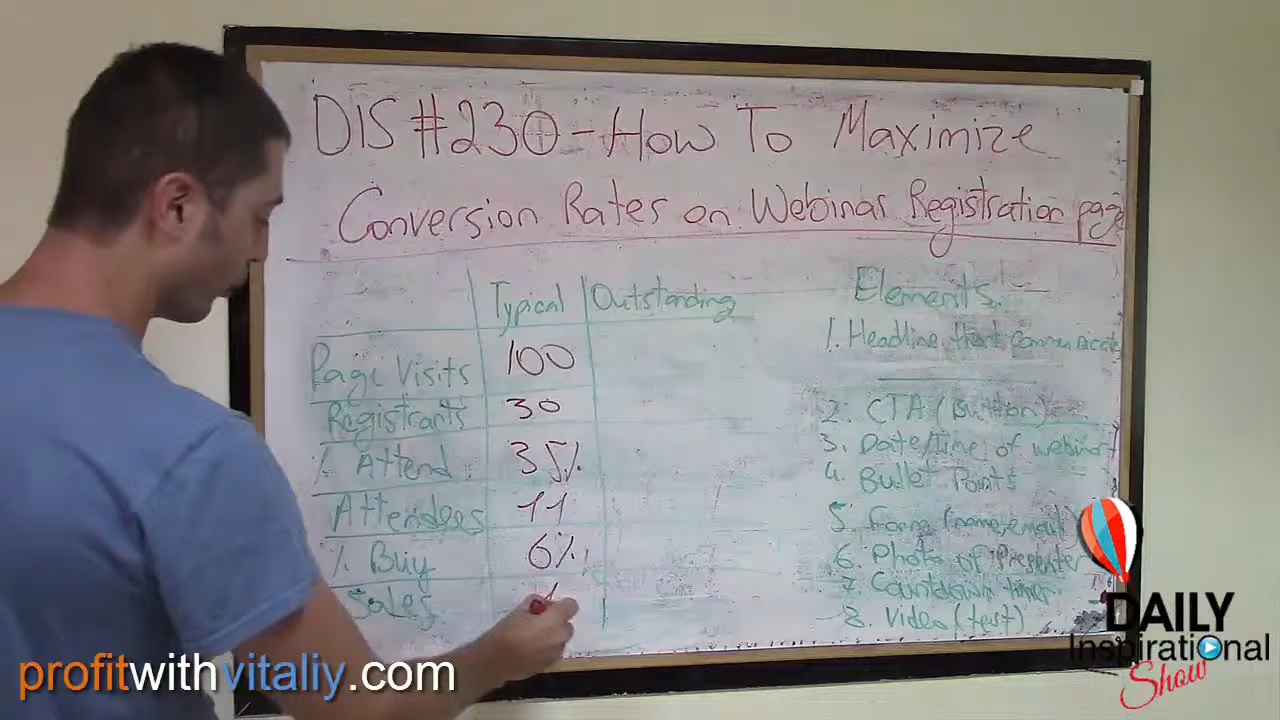 DIS #230 - How To Maximize
Conversion Rates on Webinar Registration page
Typical Outstanding
Page Visits 100
Registrants 30
% Attend 35%
Attendees 11
% Buy 6%
Sales
Elements
1. Headline that communicate
2. CTA (Button)
3. Date/Time of webinar
4. Bullet Points
5. Form (name, email
6. Photo of Presenter
7. Countdown timer
8. Video (test)
profitwithvitaliy.com
DAILY
Inspirational
Show